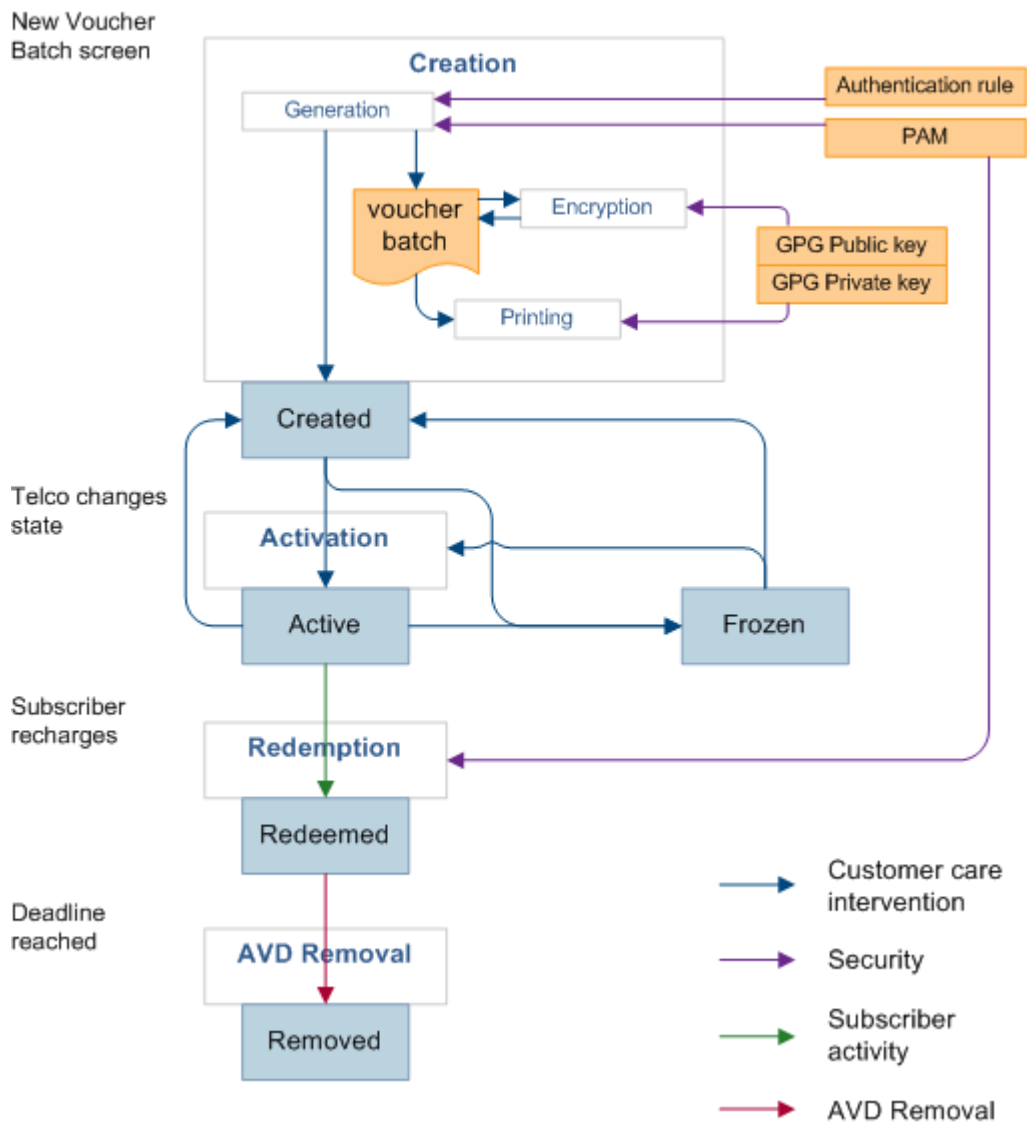 New Voucher
Batch screen
Creation
Authentication rule
Generation
PAM
voucher
batch
Encryption
GPG Public key
GPG Private key
Printing
Created
Telco changes
state
Activation
Active
Frozen
Subscriber
recharges
Redemption
Redeemed
Customer care
intervention
Deadline
reached
AVD Removal
Security
Removed
Subscriber
activity
AVD Removal